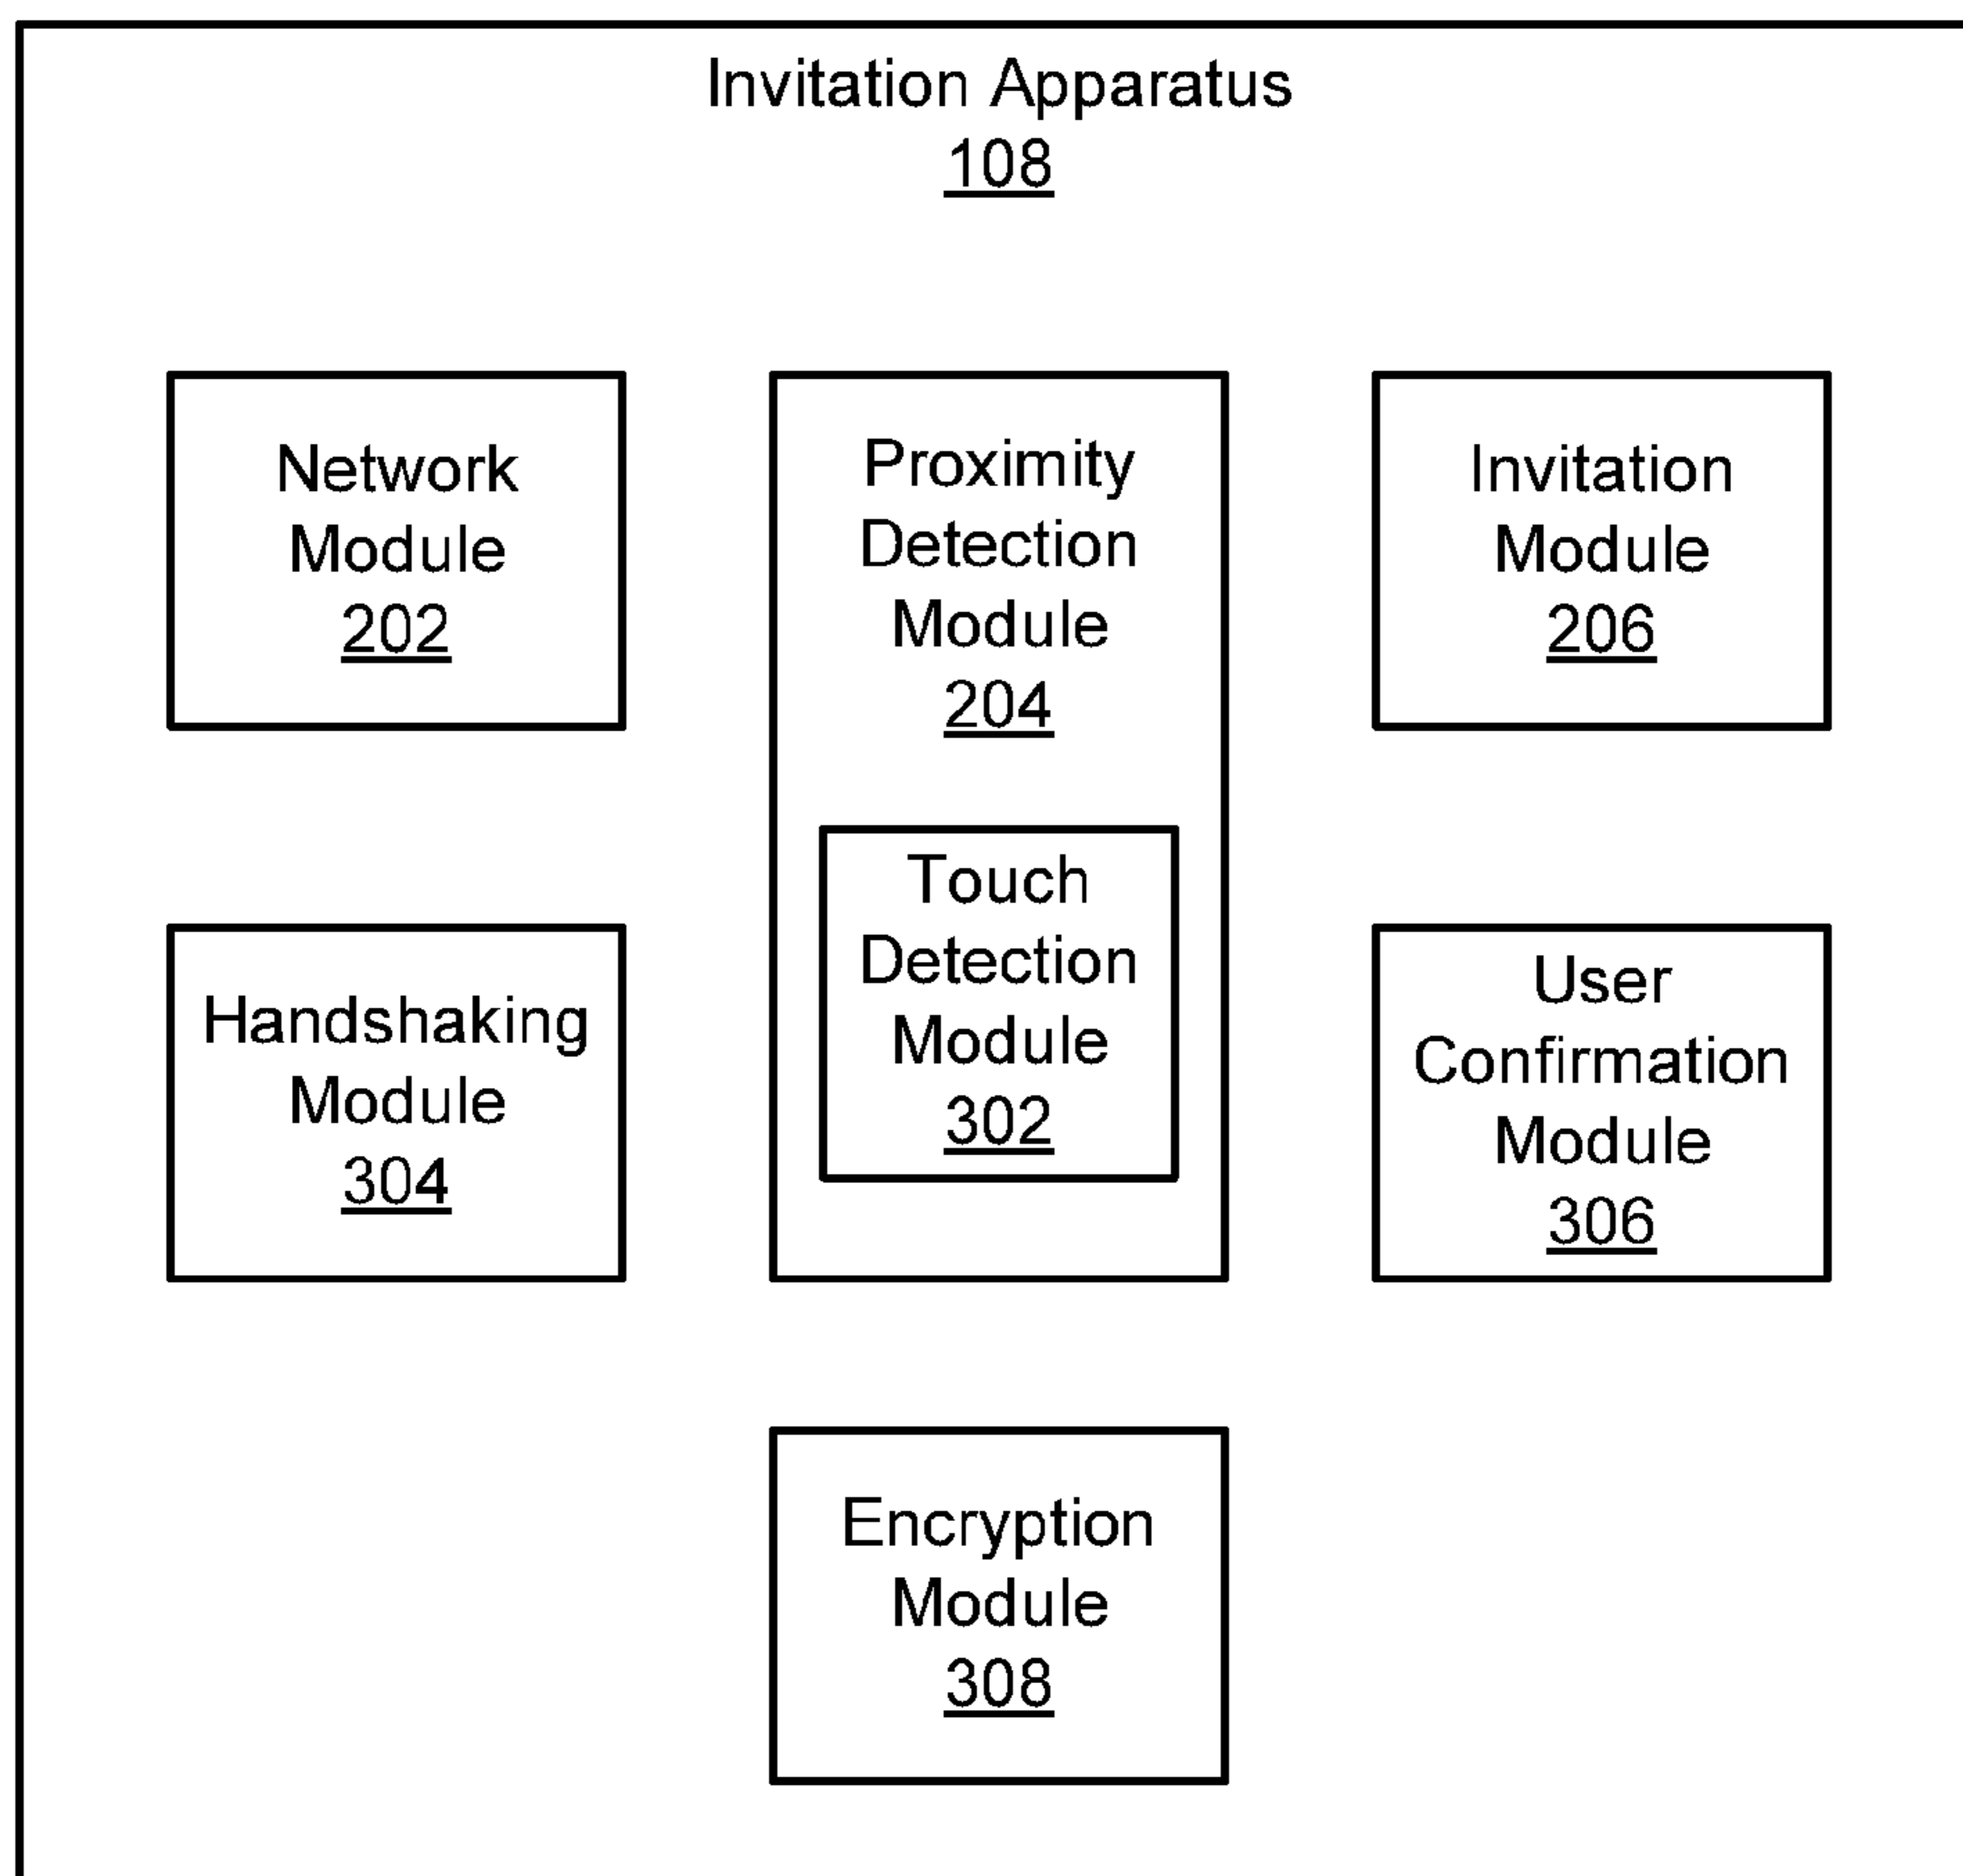 Invitation Apparatus
108
Network
Module
202
Proximity
Detection
Module
204
Invitation
Module
206
Touch
Detection
Module
302
Handshaking
Module
304
User
Confirmation
Module
306
Encryption
Module
308